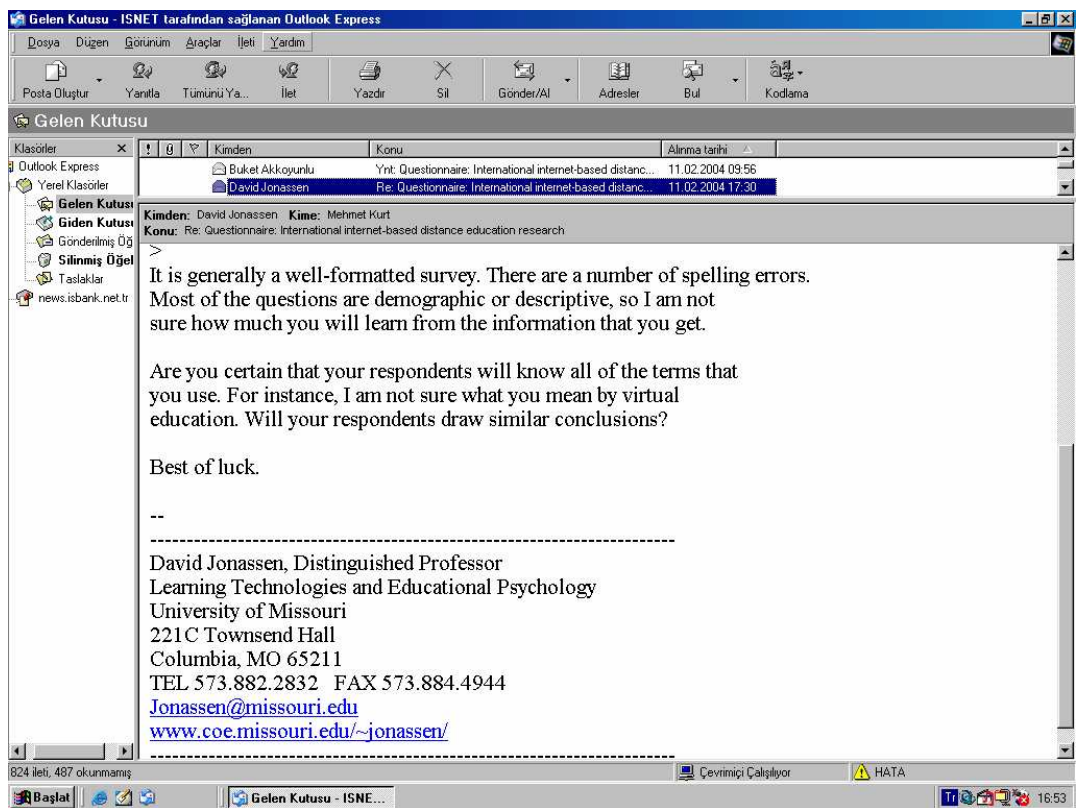 Gelen Kutusu - ISNET tarafından sağlanan Outlook Express
Dosya Düzen Görünüm Araçlar İleti Yardım
Posta Oluştur Yanıtla Tümünü Ya... İlet Yazdır Sil Gönder/Al Adresler Bul Kodlama
Gelen Kutusu
Klasörler
Outlook Express
Yerel Klasörler
Gelen Kutusu
Giden Kutusu
Gönderilmiş Öğ
Silinmiş Öğel
Taslaklar
news.isbank.net.tr
! Kimden Konu Alınma tarihi
Buket Akkoyunlu Ynt: Questionnaire: International internet-based distanc... 11.02.2004 09:56
David Jonassen Re: Questionnaire: International internet-based distanc... 11.02.2004 17:30
Kimden: David Jonassen Kime: Mehmet Kurt
Konu: Re: Questionnaire: International internet-based distance education research
>
It is generally a well-formatted survey. There are a number of spelling errors.
Most of the questions are demographic or descriptive, so I am not
sure how much you will learn from the information that you get.
Are you certain that your respondents will know all of the terms that
you use. For instance, I am not sure what you mean by virtual
education. Will your respondents draw similar conclusions?
Best of luck.
--
------------------------------------------------------------------------
David Jonassen, Distinguished Professor
Learning Technologies and Educational Psychology
University of Missouri
221C Townsend Hall
Columbia, MO 65211
TEL 573.882.2832 FAX 573.884.4944
Jonassen@missouri.edu
www.coe.missouri.edu/~jonassen/
------------------------------------------------------------------------
824 ileti, 487 okunmamış Çevrimiçi Çalışılıyor HATA
Başlat Gelen Kutusu - ISNE... Tr 16:53